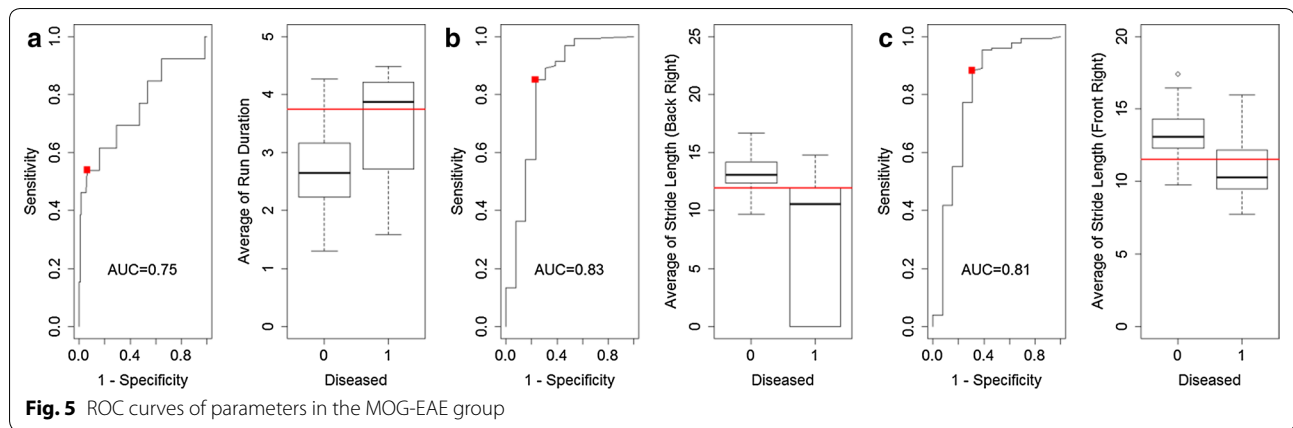 a
1.0
0.8
0.6
0.4
0.2
0.0
Sensitivity
AUC=0.75
0.0 0.4 0.8
1 - Specificity
5
4
3
2
1
0
Average of Run Duration
0 1
Diseased
b
1.0
0.8
0.6
0.4
0.2
0.0
Sensitivity
AUC=0.83
0.0 0.4 0.8
1 - Specificity
25
20
15
10
5
0
Average of Stride Length (Back Right)
0 1
Diseased
c
1.0
0.8
0.6
0.4
0.2
0.0
Sensitivity
AUC=0.81
0.0 0.4 0.8
1 - Specificity
20
15
10
5
0
Average of Stride Length (Front Right)
0 1
Diseased
Fig. 5 ROC curves of parameters in the MOG-EAE group